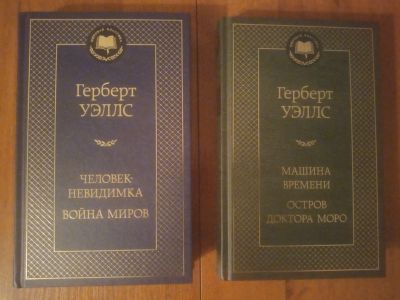 Герберт
УЭЛЛС
ЧЕЛОВЕК-
НЕВИДИМКА
ВОЙНА МИРОВ
Герберт
УЭЛЛС
МАШИНА
ВРЕМЕНИ
ОСТРОВ
ДОКТОРА МОРО